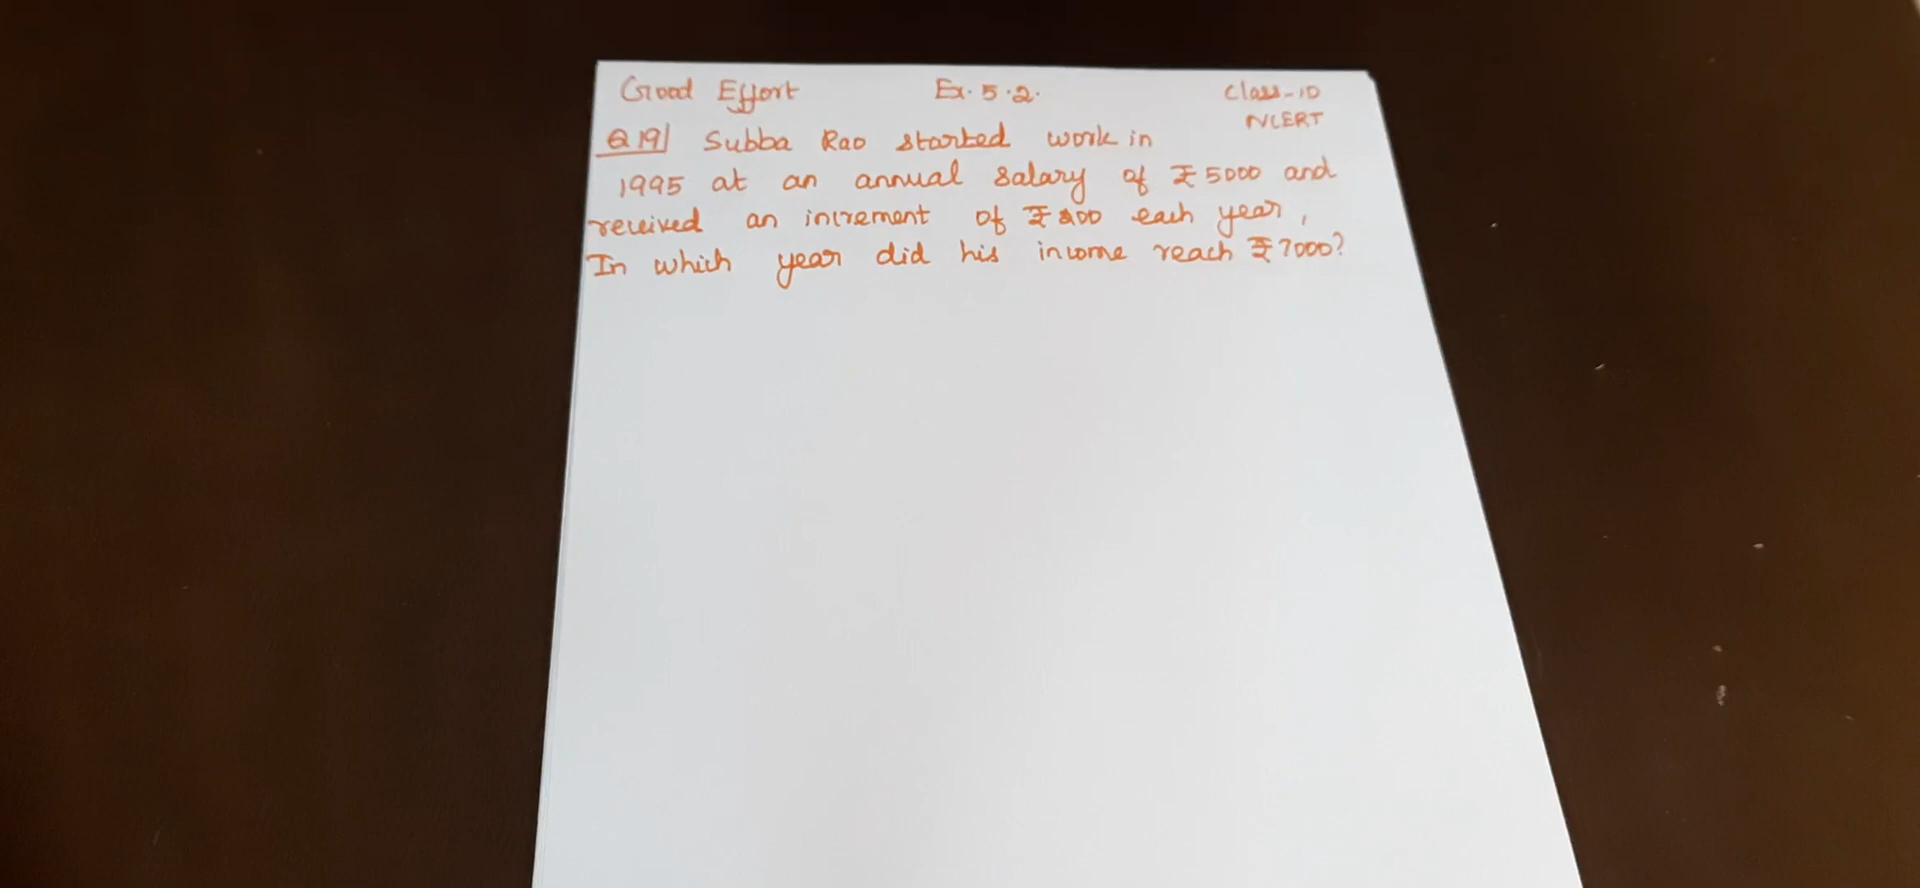 Good Effort Ex. 5.2. Class-10
NCERT
Q 19 Subba Rao started work in
1995 at an annual salary of ₹ 5000 and
received an increment of ₹ 200 each year,
In which year did his income reach ₹ 7000?